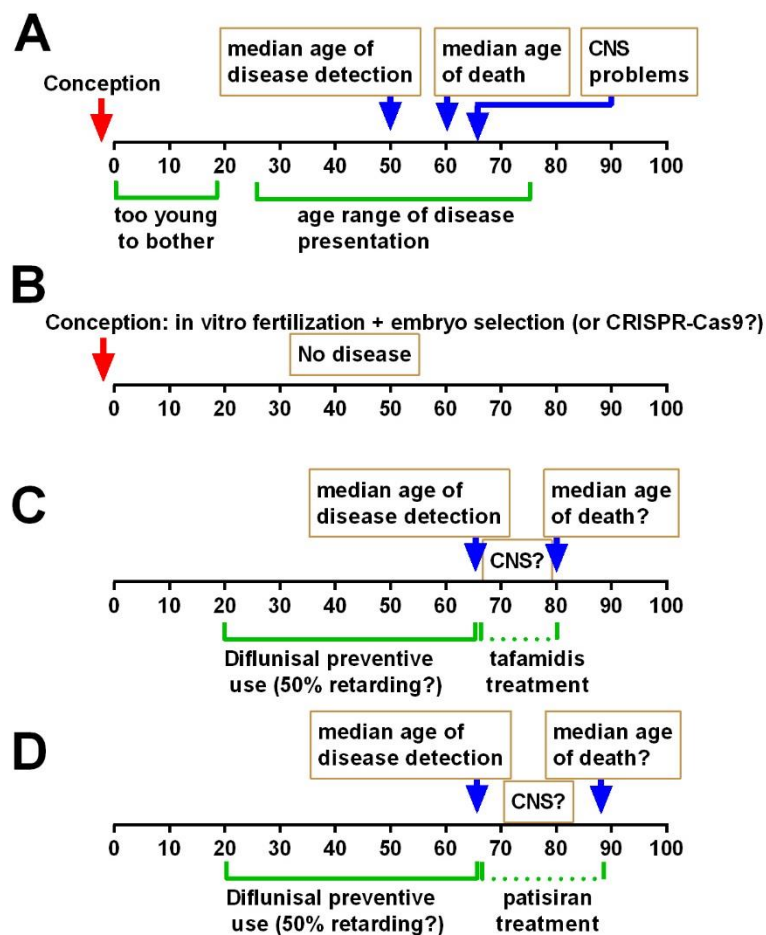 A
median age of
disease detection
median age
of death
CNS
problems
Conception
0 10 20 30 40 50 60 70 80 90 100
too young
to bother
age range of disease
presentation
B
Conception: in vitro fertilization + embryo selection (or CRISPR-Cas9?)
No disease
0 10 20 30 40 50 60 70 80 90 100
C
median age of
disease detection
median age
of death?
CNS?
0 10 20 30 40 50 60 70 80 90 100
Diflunisal preventive
use (50% retarding?)
tafamidis
treatment
D
median age of
disease detection
median age
of death?
CNS?
0 10 20 30 40 50 60 70 80 90 100
Diflunisal preventive
use (50% retarding?)
patisiran
treatment